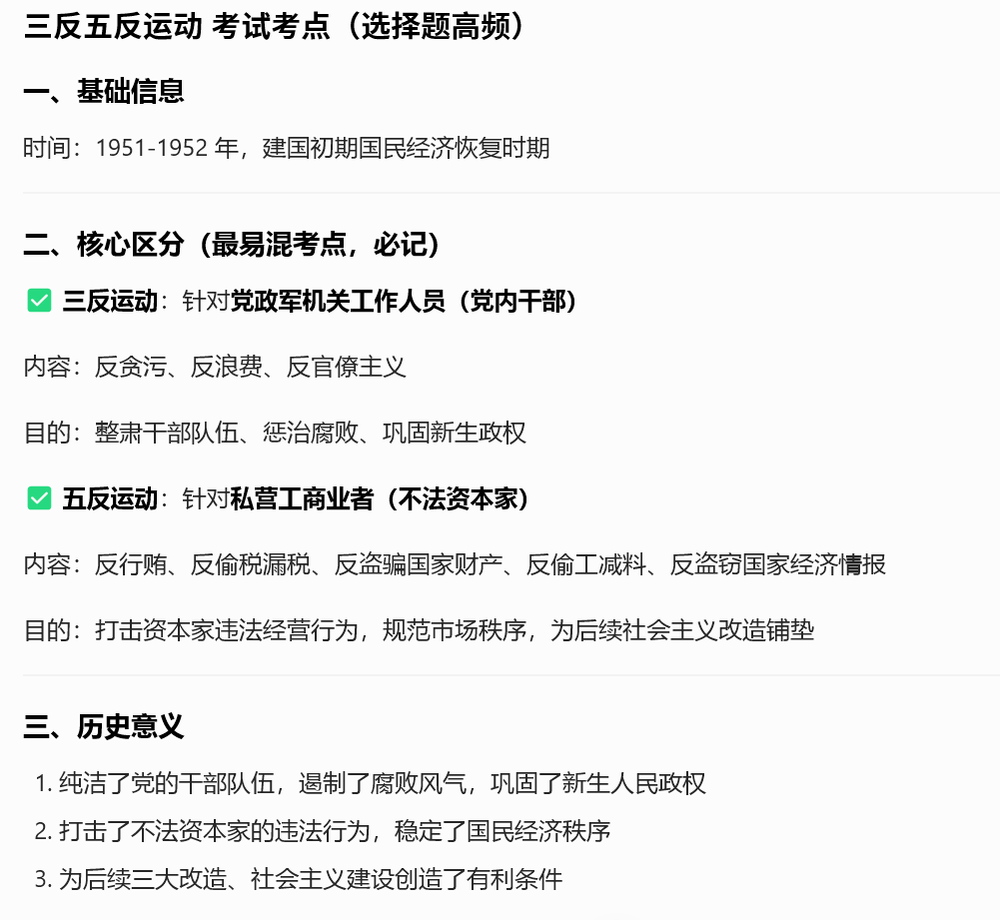 三反五反运动 考试考点（选择题高频）
一、基础信息
时间：1951-1952 年，建国初期国民经济恢复时期
二、核心区分（最易混考点，必记）
三反运动：针对党政军机关工作人员（党内干部）
内容：反贪污、反浪费、反官僚主义
目的：整肃干部队伍、惩治腐败、巩固新生政权
五反运动：针对私营工商业者（不法资本家）
内容：反行贿、反偷税漏税、反盗骗国家财产、反偷工减料、反盗窃国家经济情报
目的：打击资本家违法经营行为，规范市场秩序，为后续社会主义改造铺垫
三、历史意义
1. 纯洁了党的干部队伍，遏制了腐败风气，巩固了新生人民政权
2. 打击了不法资本家的违法行为，稳定了国民经济秩序
3. 为后续三大改造、社会主义建设创造了有利条件